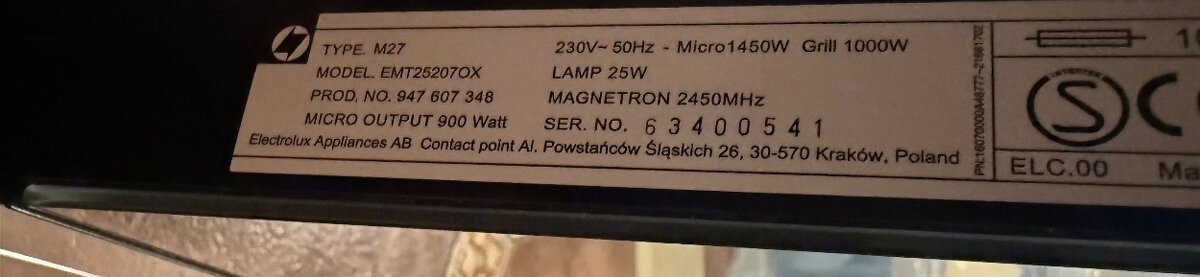 TYPE. M27 230V~ 50Hz - Micro1450W Grill 1000W
MODEL. EMT25207OX LAMP 25W
PROD. NO. 947 607 348 MAGNETRON 2450MHz
MICRO OUTPUT 900 Watt SER. NO. 63400541
Electrolux Appliances AB Contact point Al. Powstańców Śląskich 26, 30-570 Kraków, Poland
INTERTEK
S
ELC.00